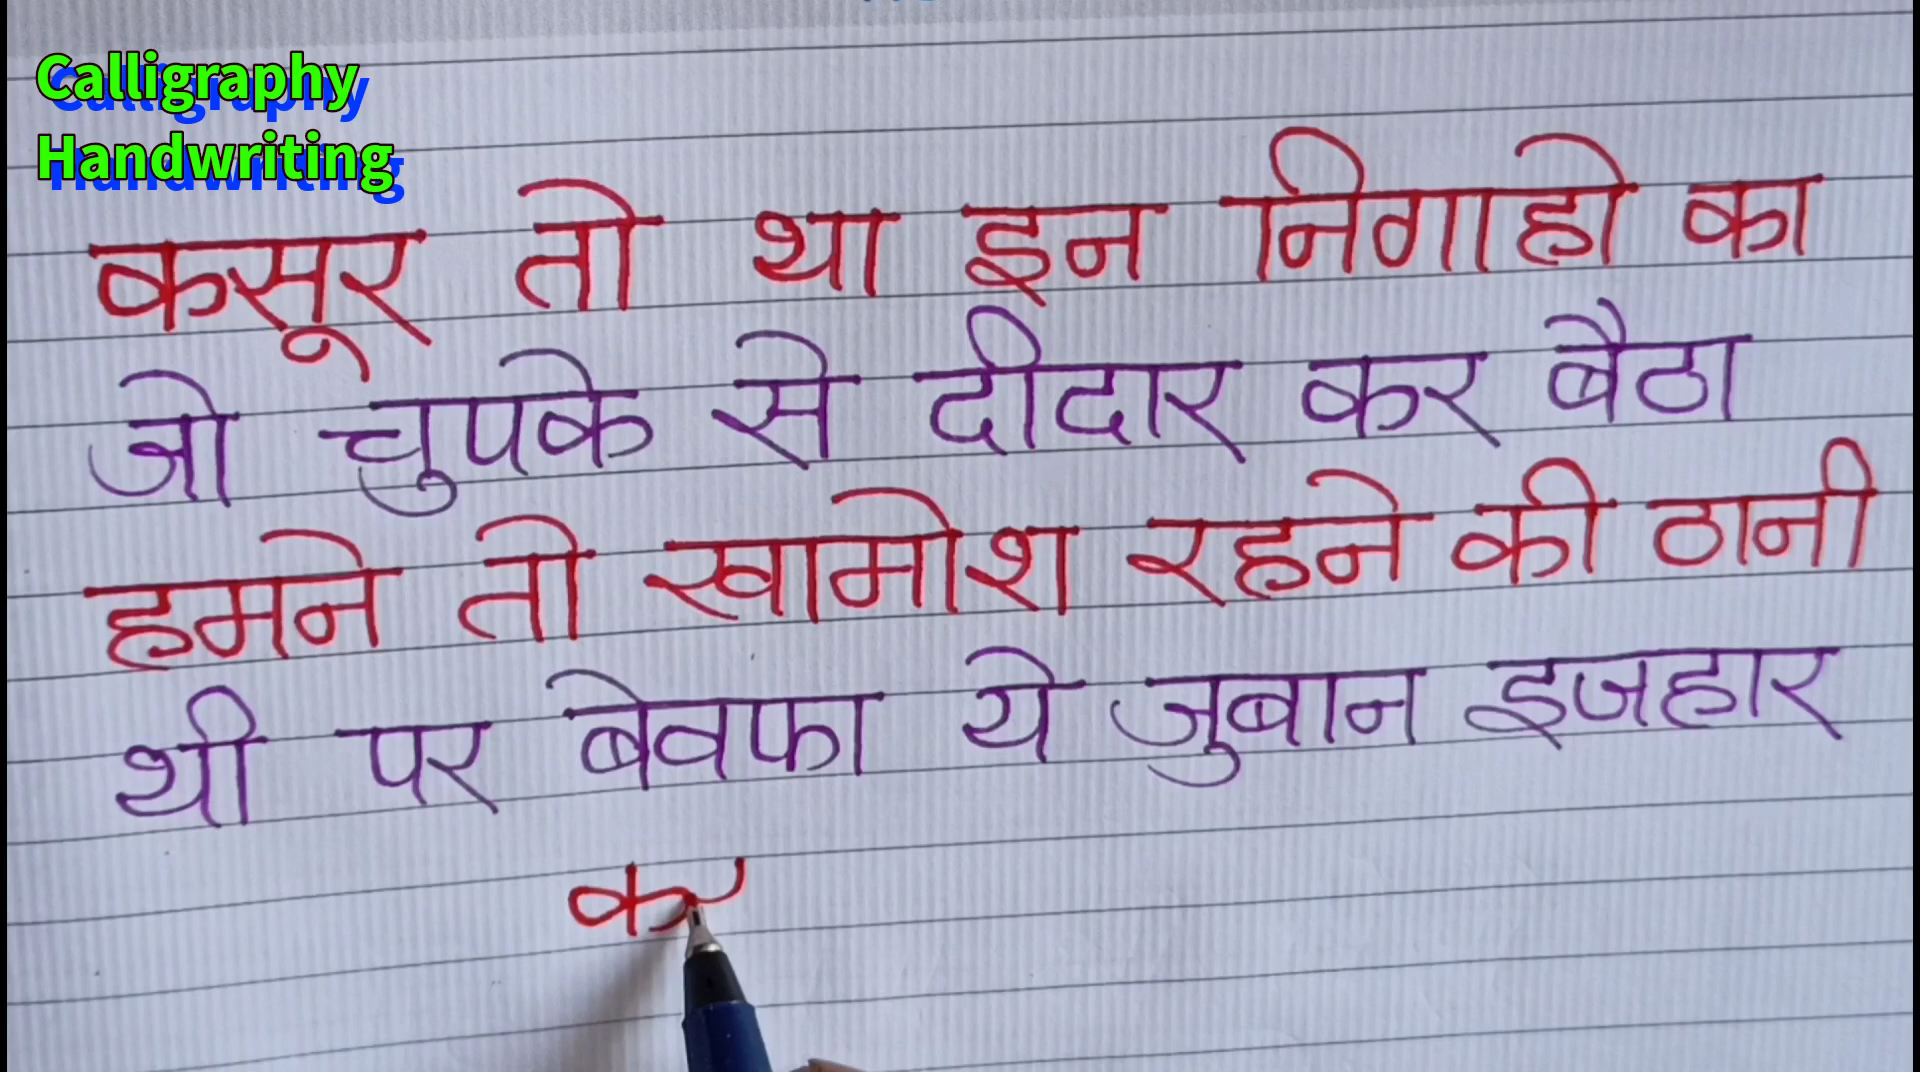 Calligraphy
Handwriting
कसूर तो था इन निगाहो का
जो चुपके से दीदार कर बैठा
हमने तो खामोश रहने की ठानी
थी पर बेवफा ये जुबान इजहार
कर